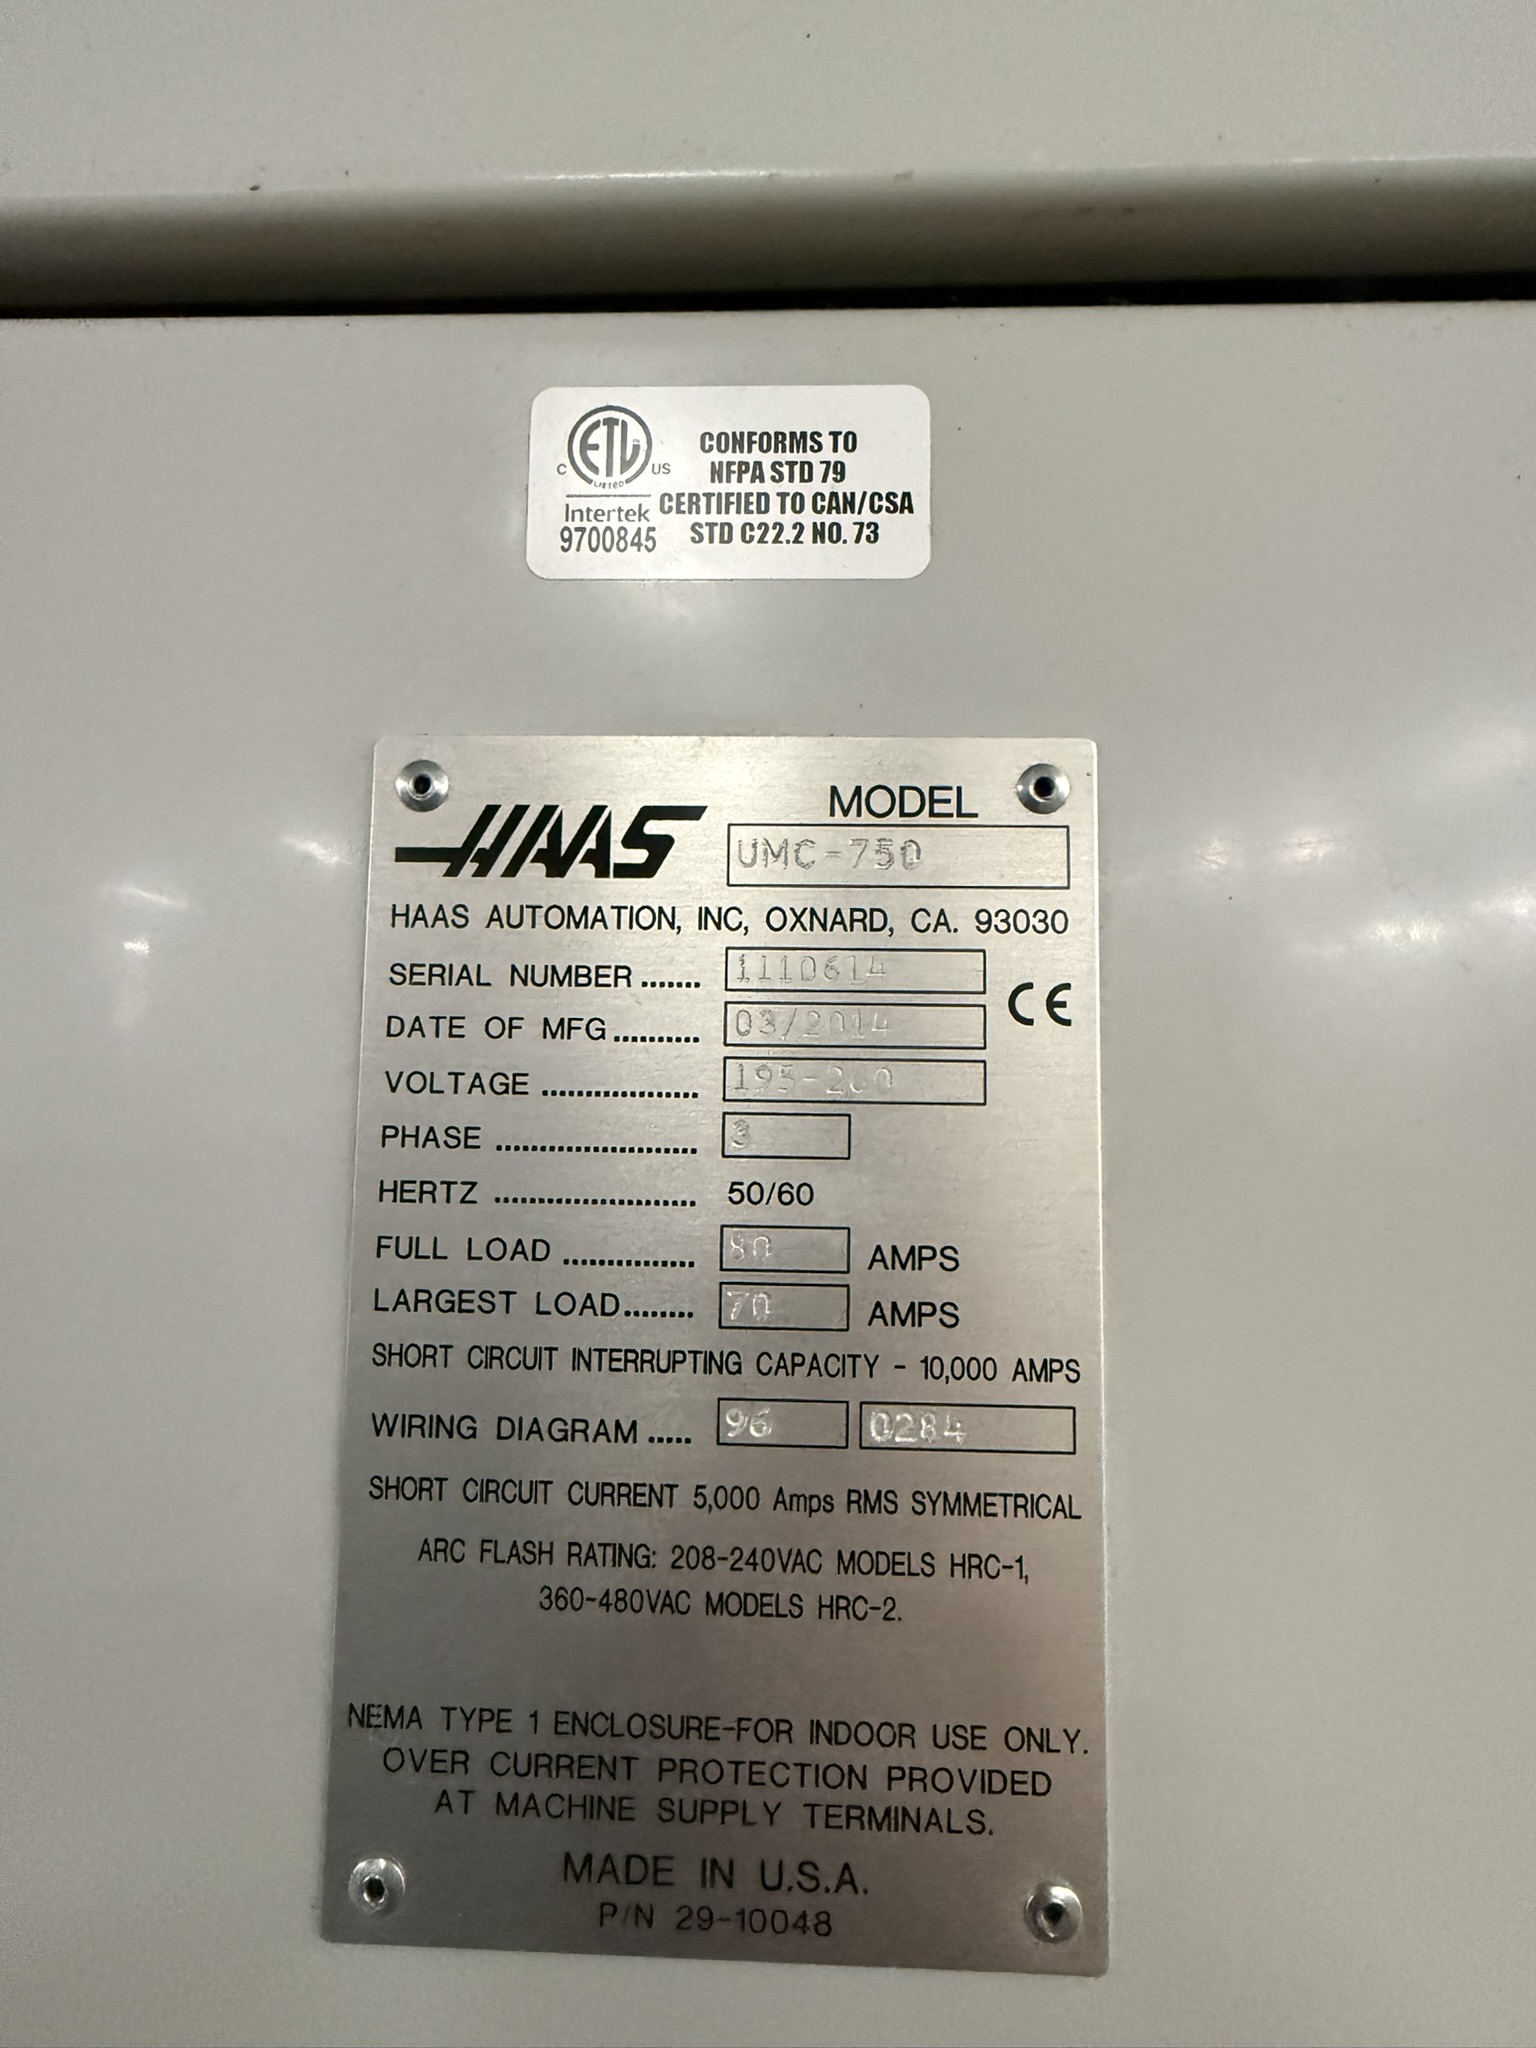 ETL
LISTED
C US
Intertek
9700845
CONFORMS TO
NFPA STD 79
CERTIFIED TO CAN/CSA
STD C22.2 NO. 73
HAAS
MODEL
UMC-750
HAAS AUTOMATION, INC, OXNARD, CA. 93030
SERIAL NUMBER ....... 1110614
CE
DATE OF MFG.......... 03/2014
VOLTAGE ................... 195-260
PHASE ........................ 3
HERTZ ........................ 50/60
FULL LOAD ................ 80 AMPS
LARGEST LOAD........ 70 AMPS
SHORT CIRCUIT INTERRUPTING CAPACITY - 10,000 AMPS
WIRING DIAGRAM ..... 96 0284
SHORT CIRCUIT CURRENT 5,000 Amps RMS SYMMETRICAL
ARC FLASH RATING: 208-240VAC MODELS HRC-1,
360-480VAC MODELS HRC-2.
NEMA TYPE 1 ENCLOSURE-FOR INDOOR USE ONLY.
OVER CURRENT PROTECTION PROVIDED
AT MACHINE SUPPLY TERMINALS.
MADE IN U.S.A.
P/N 29-10048